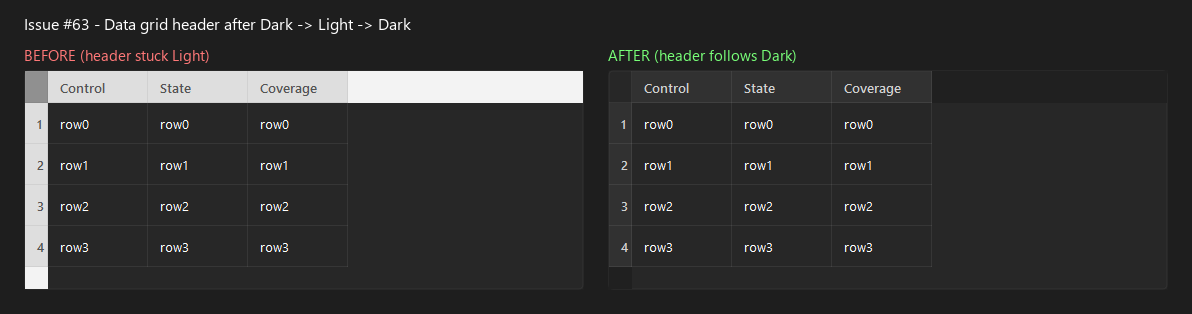 Issue #63 - Data grid header after Dark -> Light -> Dark
BEFORE (header stuck Light)
Control State Coverage
1 row0 row0 row0
2 row1 row1 row1
3 row2 row2 row2
4 row3 row3 row3
AFTER (header follows Dark)
Control State Coverage
1 row0 row0 row0
2 row1 row1 row1
3 row2 row2 row2
4 row3 row3 row3